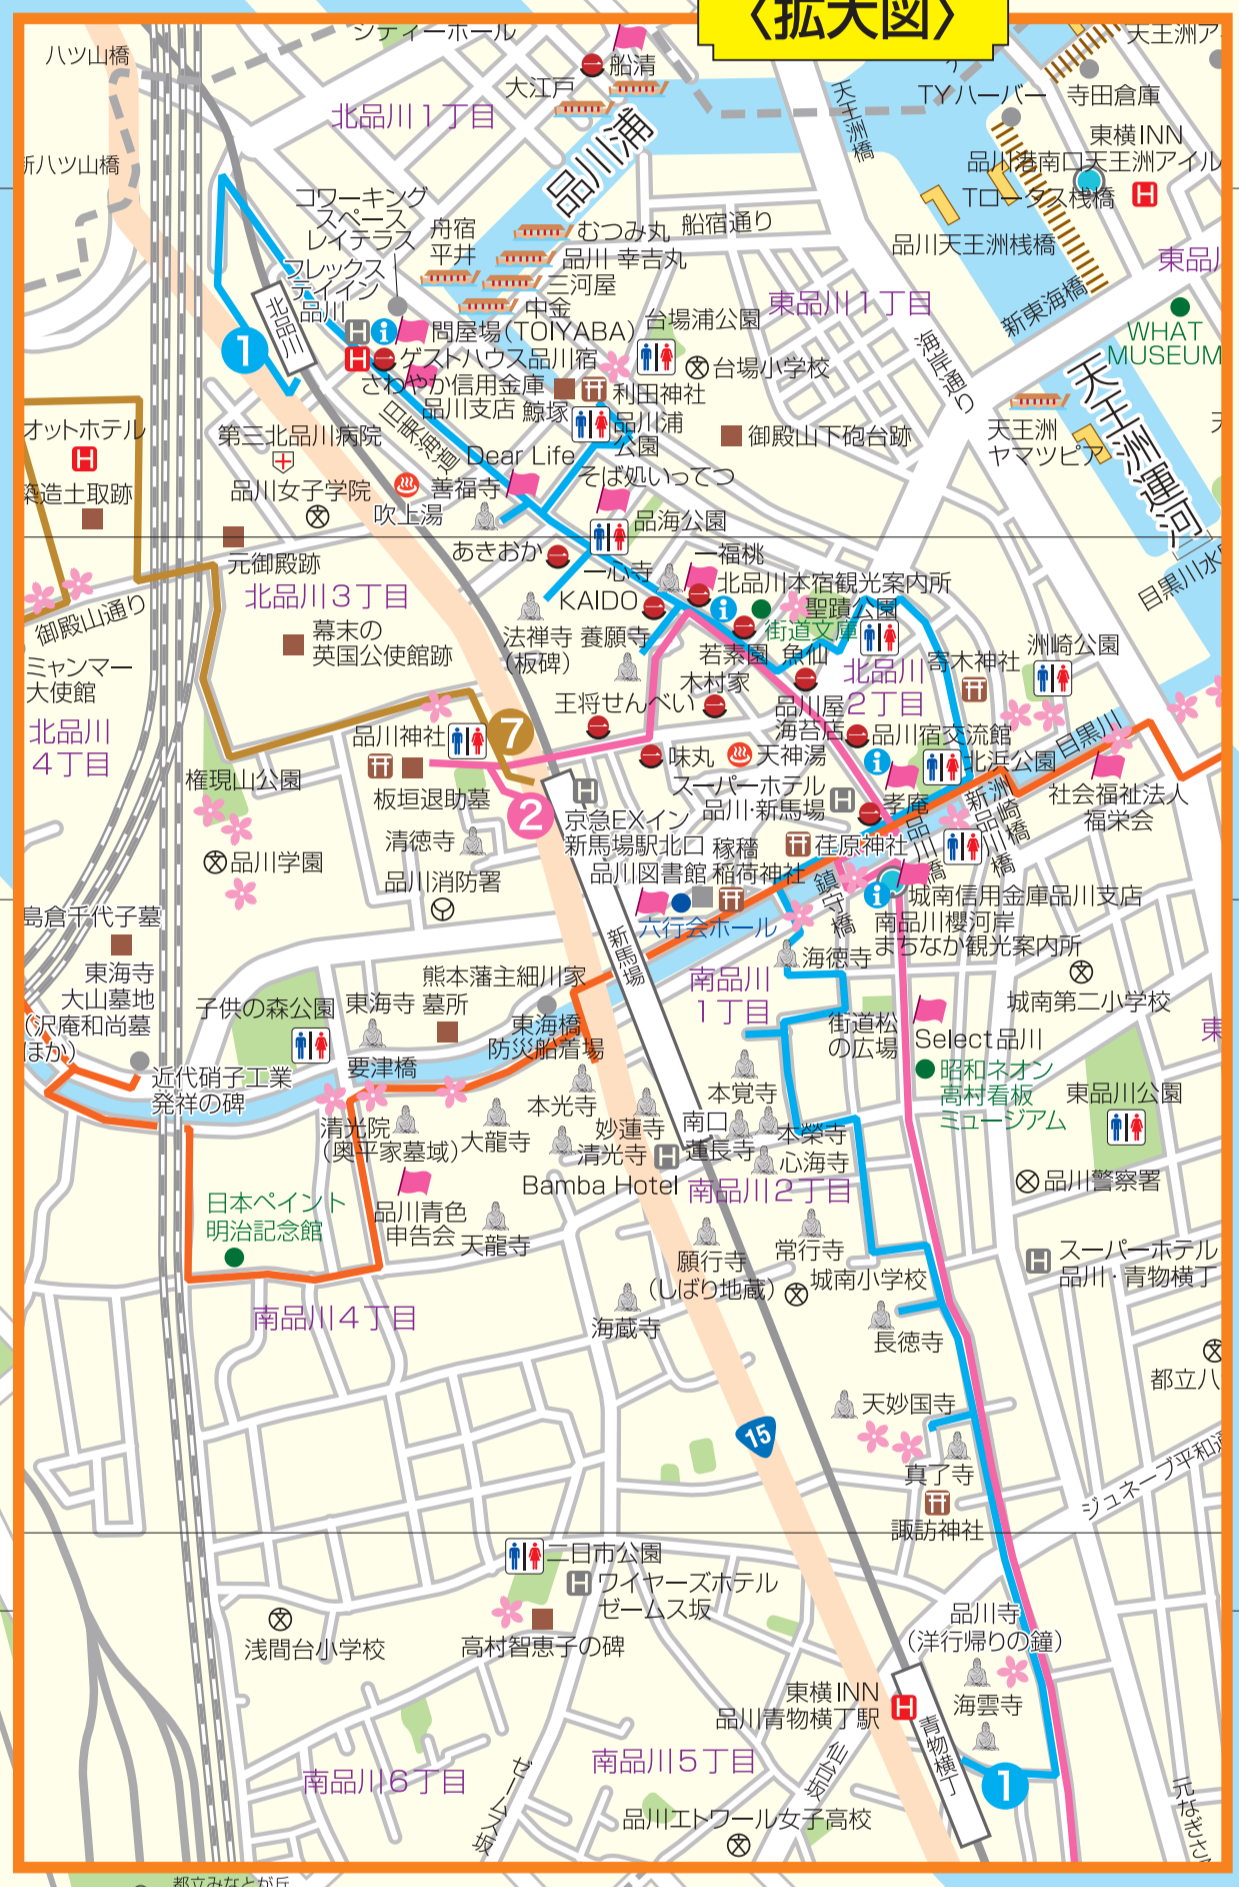 〈拡大図〉
シティーホール
八ツ山橋
船清
大江戸
天王洲ア
北品川1丁目
天王洲橋
TYハーバー
寺田倉庫
東横INN
品川港南口天王洲アイル
新八ツ山橋
品川浦
Tロータス桟橋
コワーキング
スペース
レイテラス
舟宿
平井
むつみ丸
船宿通り
品川 幸吉丸
三河屋
中金
品川天王洲桟橋
東品川
フレックス
テイイン
品川
北品川
東品川1丁目
新東海橋
WHAT
MUSEUM
1
問屋場(TOIYABA)
台場浦公園
ゲストハウス品川宿
台場小学校
海岸通り
さわやか信用金庫
品川支店
鯨塚
利田神社
天王洲運河
品川浦
公園
御殿山下砲台跡
天王洲
ヤマツピア
オットホテル
第三北品川病院
旧東海道
Dear Life
そば処いってつ
築造土取跡
品川女子学院
善福寺
吹上湯
品海公園
元御殿跡
あきおか
一福桃
目黒川水
北品川3丁目
一心寺
北品川本宿観光案内所
KAIDO
聖蹟公園
御殿山通り
街道文庫
幕末の
英国公使館跡
法禅寺
(板碑)
養願寺
若素園
魚仙
洲崎公園
ミャンマー
大使館
北品川
2丁目
寄木神社
木村家
北品川
4丁目
王将せんべい
品川屋
海苔店
品川神社
7
味丸
天神湯
品川宿交流館
目黒川
北浜公園
権現山公園
板垣退助墓
スーパーホテル
品川・新馬場
孝庵
社会福祉法人
福栄会
2
京急EXイン
新馬場駅北口
新品川橋
洲崎橋
品川橋
清徳寺
荏原神社
品川学園
稼穡
稲荷神社
品川図書館
鎮守橋
品川消防署
城南信用金庫品川支店
六行会ホール
南品川櫻河岸
まちなか観光案内所
島倉千代子墓
新馬場
海徳寺
東海寺
大山墓地
(沢庵和尚墓
ほか)
熊本藩主細川家
墓所
南品川
1丁目
城南第二小学校
子供の森公園
東海寺
東海橋
防災船着場
街道松
の広場
Select品川
要津橋
昭和ネオン
高村看板
ミュージアム
近代硝子工業
発祥の碑
本覚寺
東品川公園
本光寺
妙蓮寺
南口
清光院
(奥平家墓域)
大龍寺
清光寺
蓮長寺
本榮寺
心海寺
品川警察署
Bamba Hotel
南品川2丁目
日本ペイント
明治記念館
品川青色
申告会
天龍寺
願行寺
(しばり地蔵)
常行寺
スーパーホテル
品川・青物横丁
城南小学校
南品川4丁目
海蔵寺
長徳寺
都立八
天妙国寺
15
真了寺
ジュネーブ平和通
諏訪神社
二日市公園
ワイヤーズホテル
ゼームス坂
浅間台小学校
高村智恵子の碑
品川寺
(洋行帰りの鐘)
東横INN
品川青物横丁駅
海雲寺
青物横丁
仙台坂
ゼームス坂
南品川5丁目
南品川6丁目
1
元なぎさ
品川エトワール女子高校
都立みなとが丘